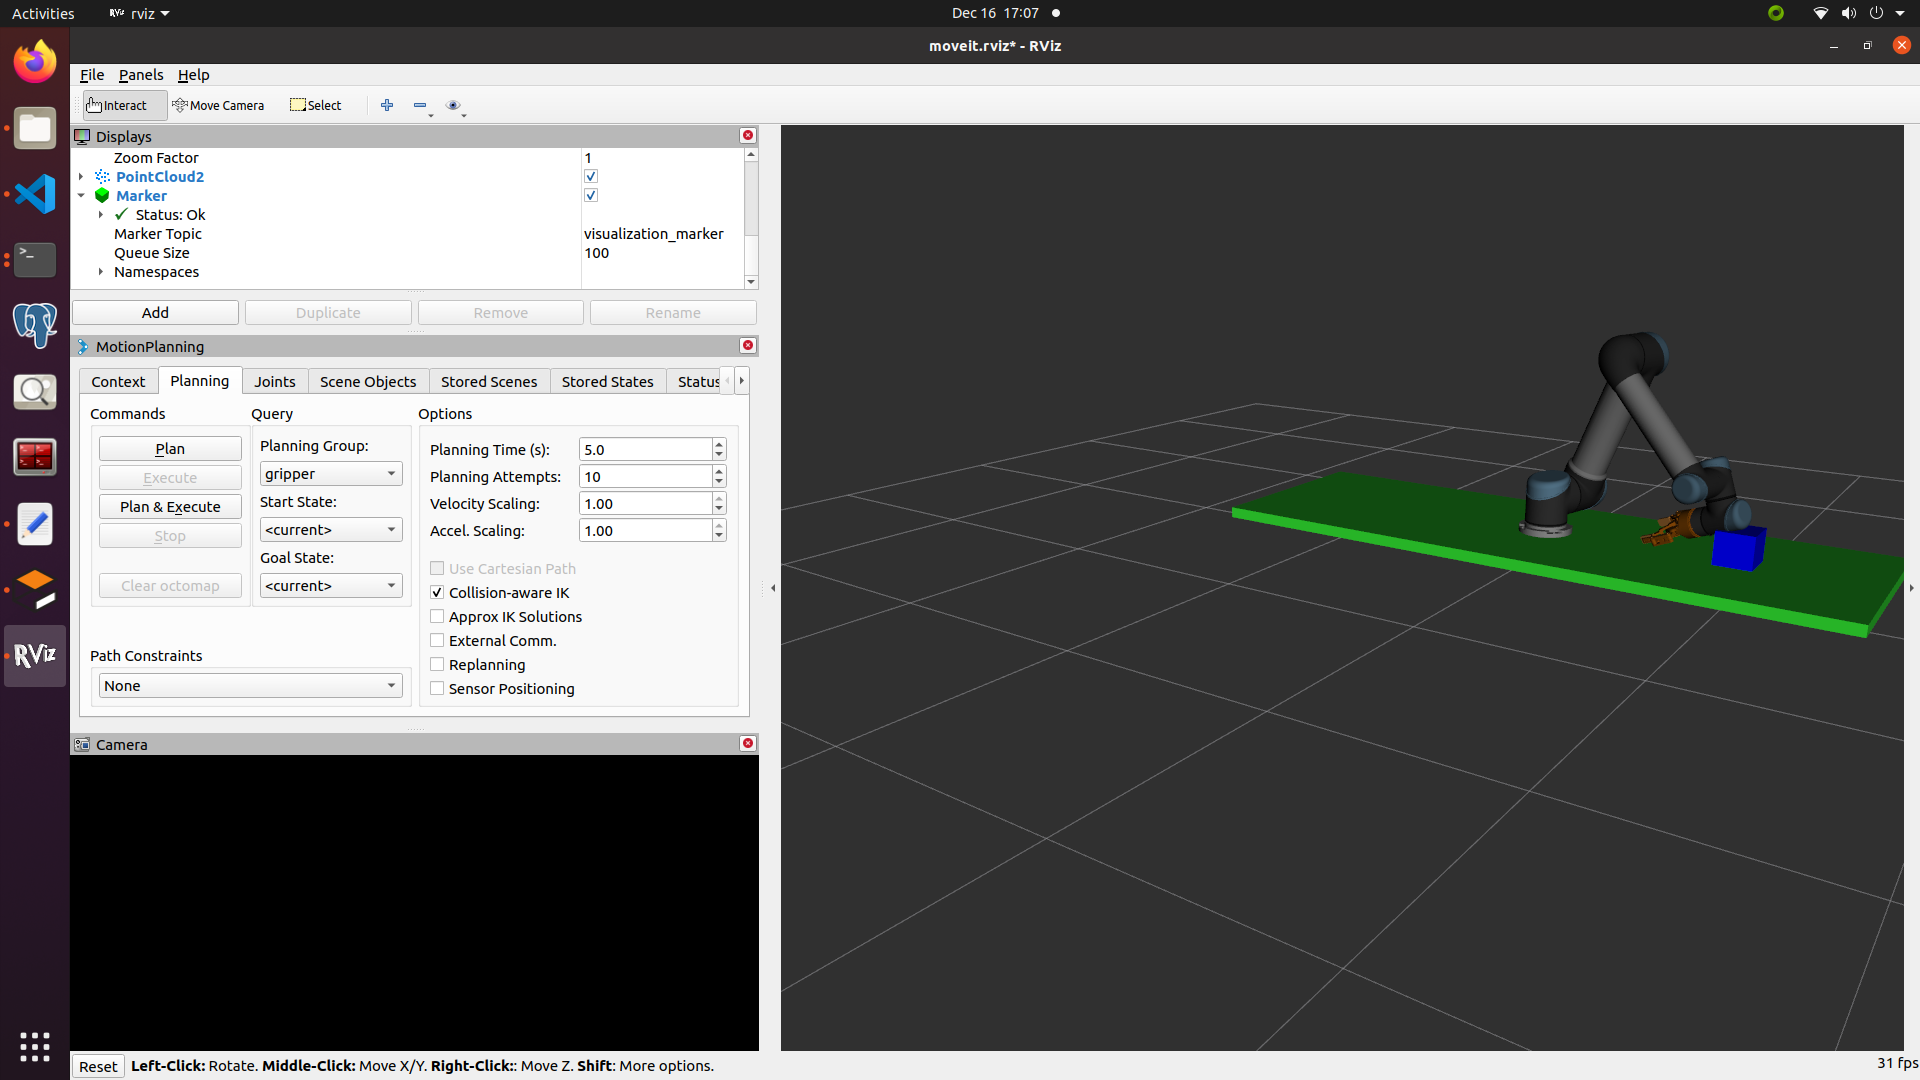 Activities
RViz rviz
Dec 16 17:07
moveit.rviz* - RViz
File Panels Help
Interact Move Camera Select
Displays
Zoom Factor 1
PointCloud2
Marker
Status: Ok
Marker Topic visualization_marker
Queue Size 100
Namespaces
Add Duplicate Remove Rename
MotionPlanning
Context Planning Joints Scene Objects Stored Scenes Stored States Status
Commands Query Options
Plan
Execute
Plan & Execute
Stop
Clear octomap
Planning Group:
gripper
Start State:
<current>
Goal State:
<current>
Path Constraints
None
Planning Time (s): 5.0
Planning Attempts: 10
Velocity Scaling: 1.00
Accel. Scaling: 1.00
Use Cartesian Path
Collision-aware IK
Approx IK Solutions
External Comm.
Replanning
Sensor Positioning
Camera
RViz
Reset Left-Click: Rotate. Middle-Click: Move X/Y. Right-Click:: Move Z. Shift: More options.
31 fps